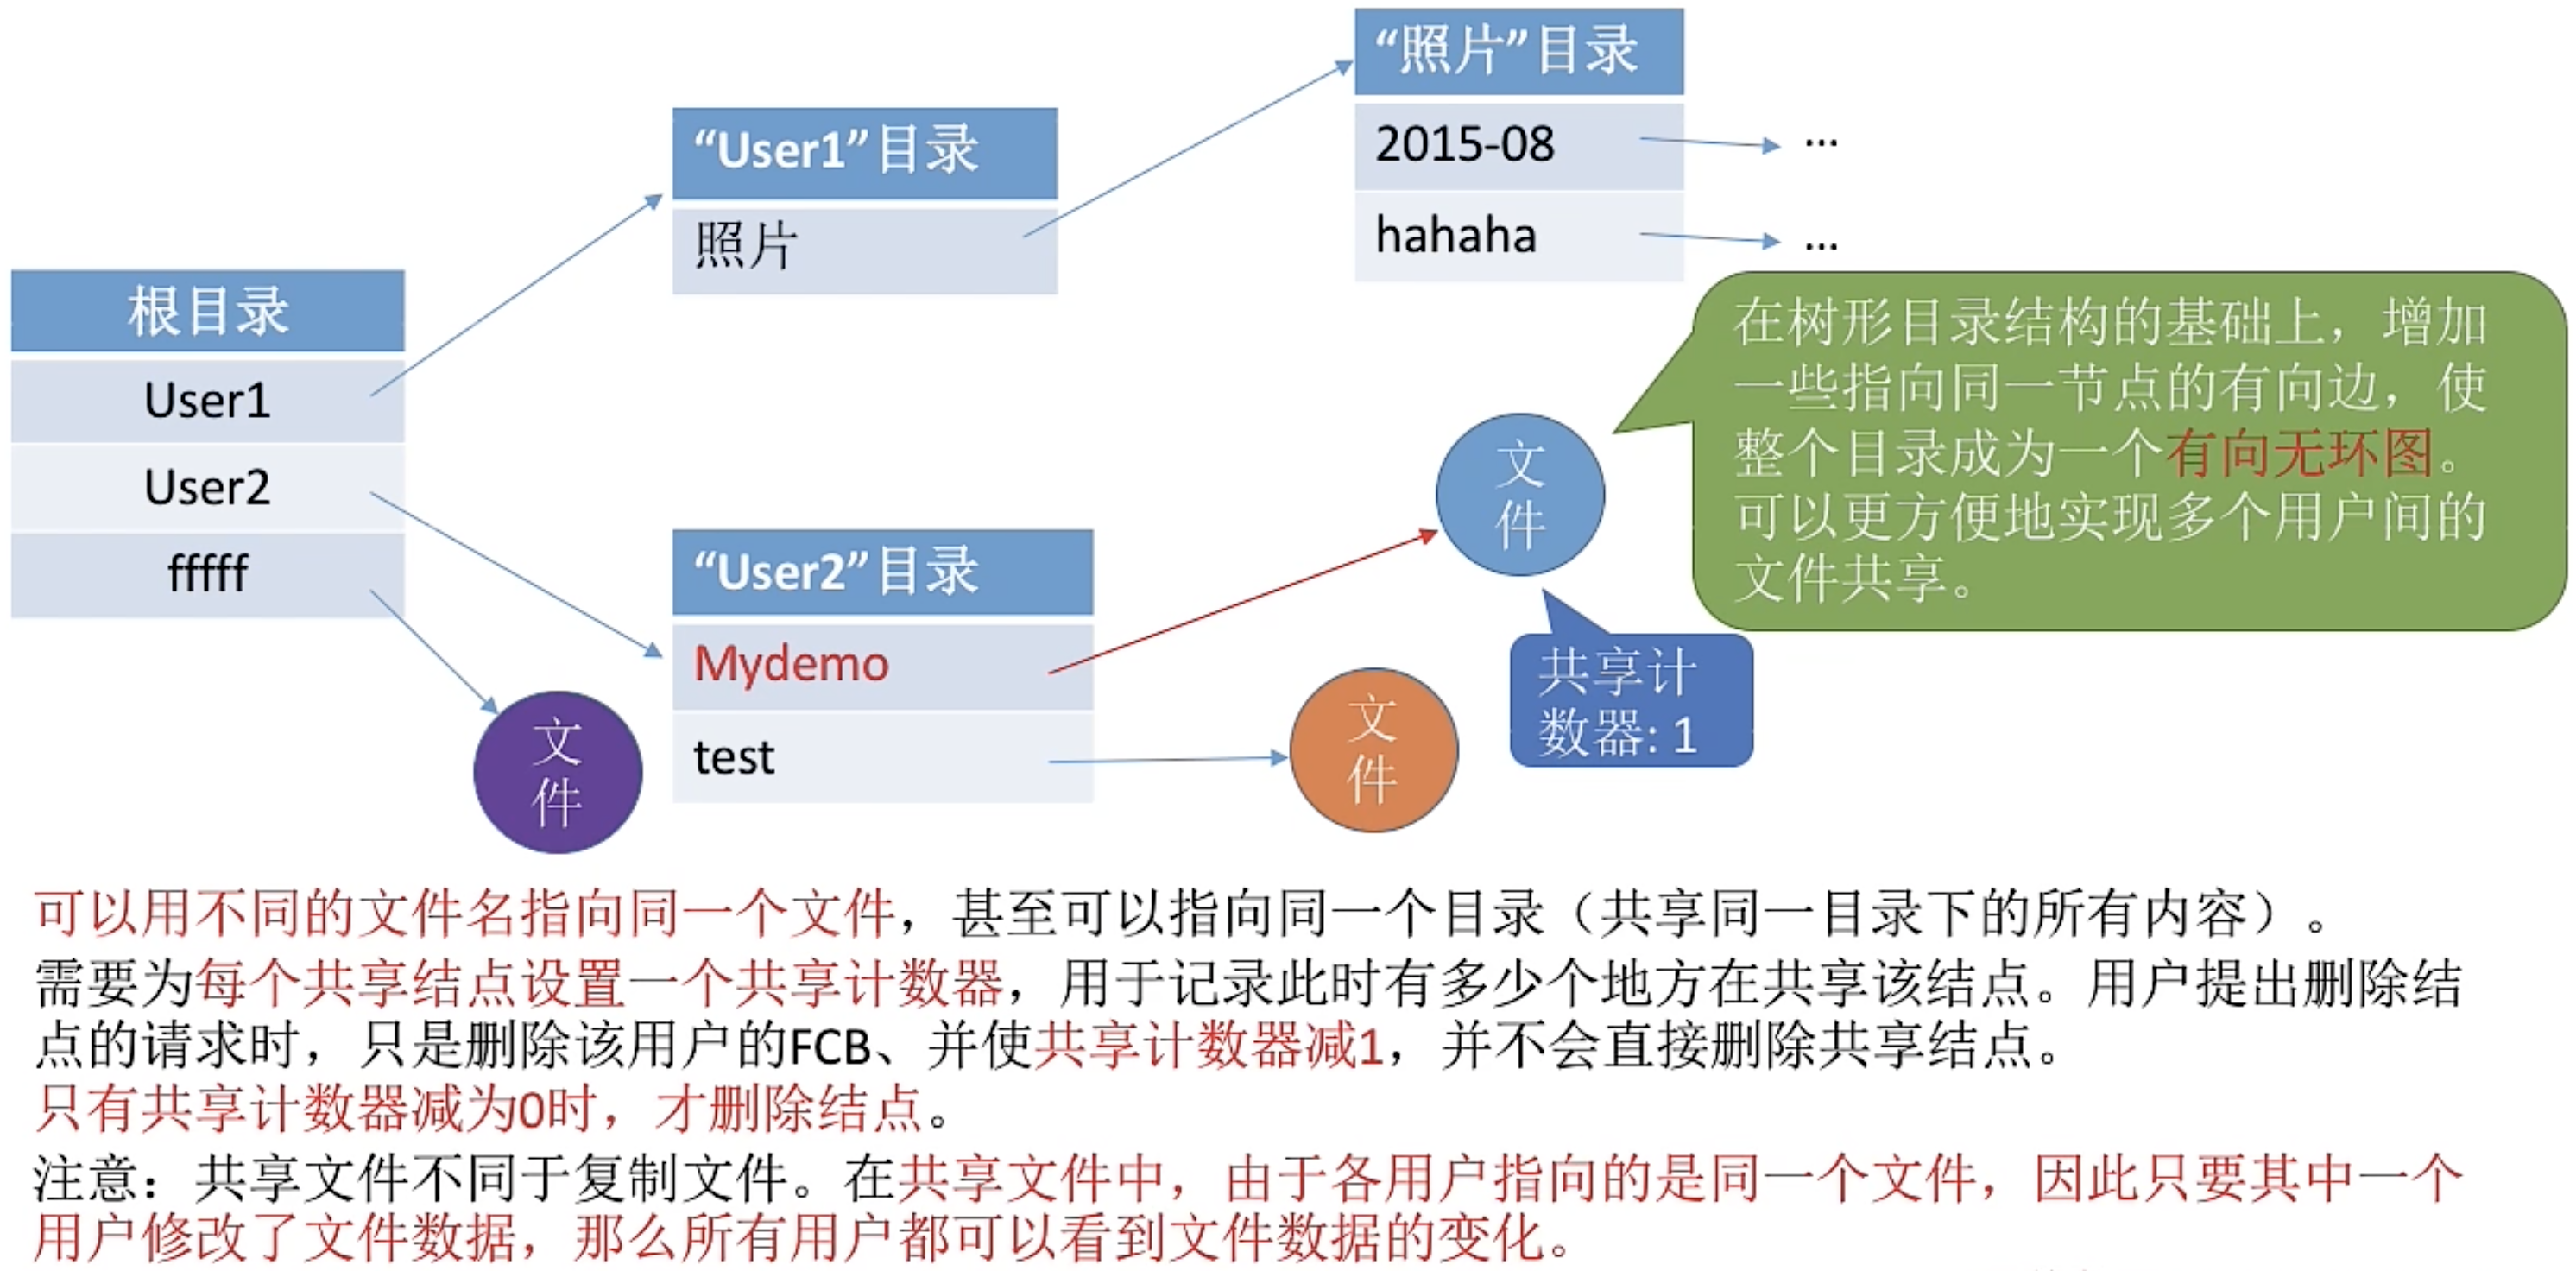 “照片”目录
2015-08
...
hahaha
...
“User1”目录
照片
根目录
User1
User2
fffff
文
件
“User2”目录
Mydemo
test
文
件
文
件
共享计
数器: 1
在树形目录结构的基础上，增加
一些指向同一节点的有向边，使
整个目录成为一个有向无环图。
可以更方便地实现多个用户间的
文件共享。
可以用不同的文件名指向同一个文件，甚至可以指向同一个目录（共享同一目录下的所有内容）。
需要为每个共享结点设置一个共享计数器，用于记录此时有多少个地方在共享该结点。用户提出删除结
点的请求时，只是删除该用户的FCB、并使共享计数器减1，并不会直接删除共享结点。
只有共享计数器减为0时，才删除结点。
注意：共享文件不同于复制文件。在共享文件中，由于各用户指向的是同一个文件，因此只要其中一个
用户修改了文件数据，那么所有用户都可以看到文件数据的变化。